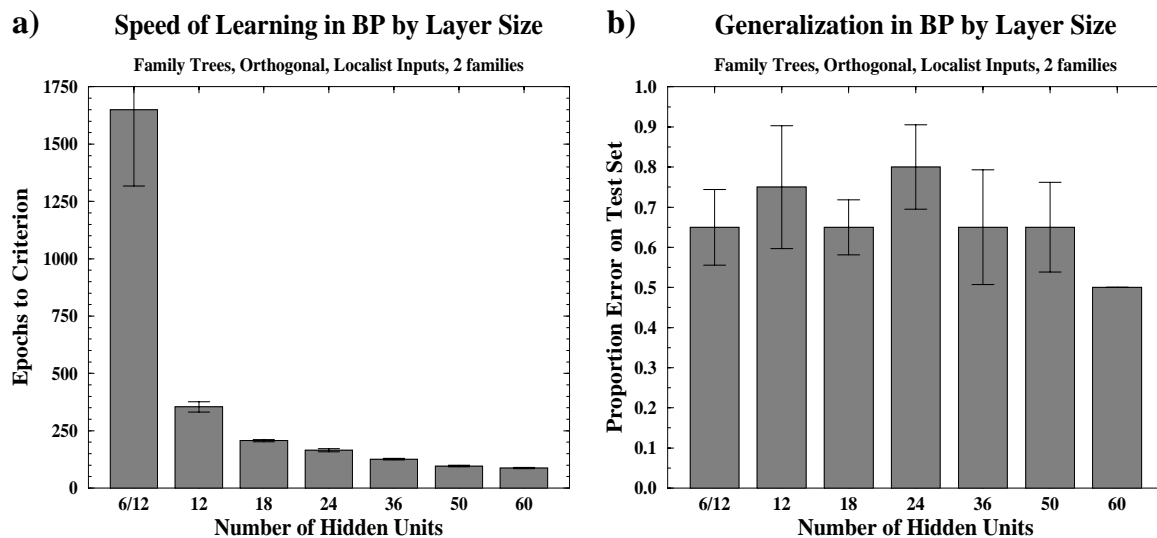 a) Speed of Learning in BP by Layer Size
Family Trees, Orthogonal, Localist Inputs, 2 families
Epochs to Criterion
1750
1500
1250
1000
750
500
250
0
6/12 12 18 24 36 50 60
Number of Hidden Units
b) Generalization in BP by Layer Size
Family Trees, Orthogonal, Localist Inputs, 2 families
Proportion Error on Test Set
1.0
0.9
0.8
0.7
0.6
0.5
0.4
0.3
0.2
0.1
0.0
6/12 12 18 24 36 50 60
Number of Hidden Units